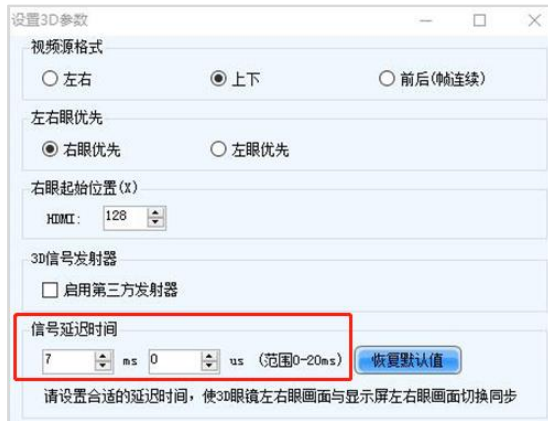 设置3D参数
视频源格式
左右 上下 前后(帧连续)
左右眼优先
右眼优先 左眼优先
右眼起始位置(X)
HDMI: 128
3D信号发射器
启用第三方发射器
信号延迟时间
7 ms 0 us (范围0-20ms) 恢复默认值
请设置合适的延迟时间，使3D眼镜左右眼画面与显示屏左右眼画面切换同步